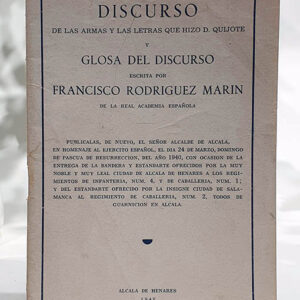 DISCURSO
DE LAS ARMAS Y LAS LETRAS QUE HIZO D. QUIJOTE
Y
GLOSA DEL DISCURSO
ESCRITA POR
FRANCISCO RODRIGUEZ MARIN
DE LA REAL ACADEMIA ESPAÑOLA
PUBLICALAS, DE NUEVO, EL SEÑOR ALCALDE DE ALCALA,
EN HOMENAJE AL EJERCITO ESPAÑOL, EL DIA 24 DE MARZO, DOMINGO
DE PASCUA DE RESURRECCION, DEL AÑO 1940, CON OCASION DE LA
ENTREGA DE LA BANDERA Y ESTANDARTE OFRECIDOS POR LA MUY
NOBLE Y MUY LEAL CIUDAD DE ALCALA DE HENARES A LOS REGI-
MIENTOS DE INFANTERIA, NUM. 4, Y DE CABALLERIA, NUM. 1;
Y DEL ESTANDARTE OFRECIDO POR LA INSIGNE CIUDAD DE SALA-
MANCA AL REGIMIENTO DE CABALLERIA, NUM. 2, TODOS DE
GUARNICION EN ALCALA.
ALCALA DE HENARES
1940